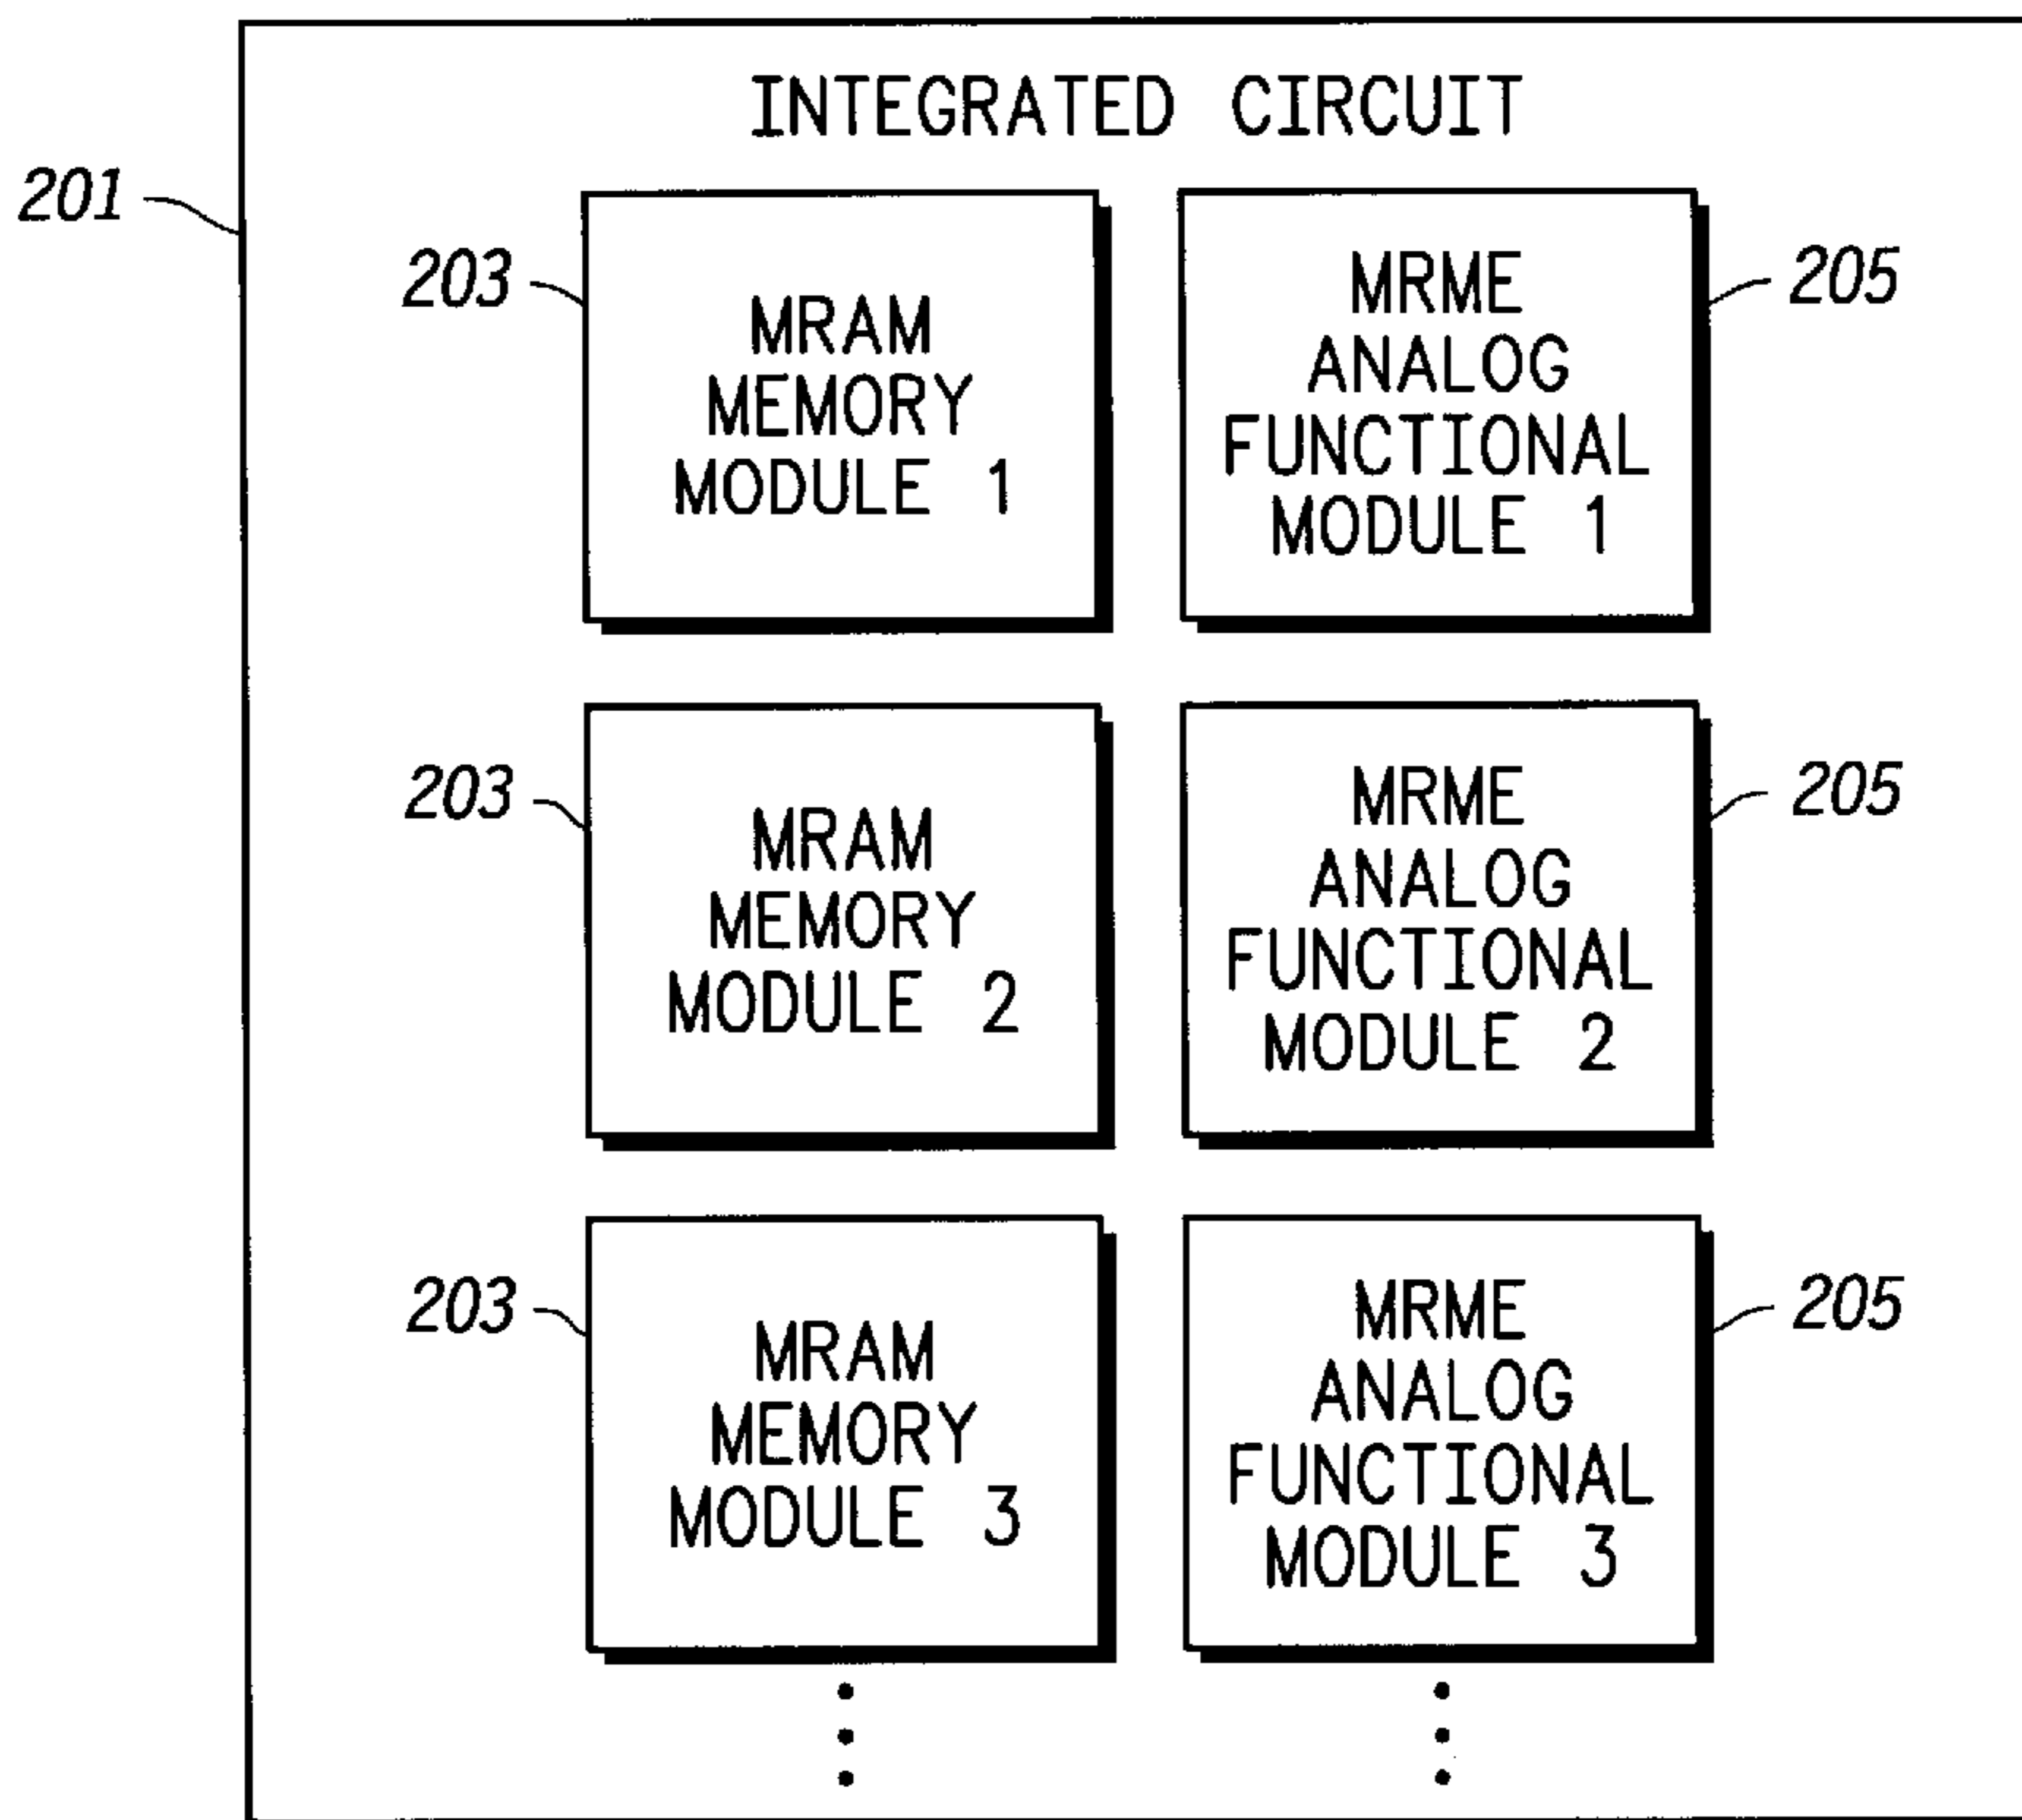 INTEGRATED CIRCUIT
201
203
MRAM
MEMORY
MODULE 1
MRME
ANALOG
FUNCTIONAL
MODULE 1
205
203
MRAM
MEMORY
MODULE 2
MRME
ANALOG
FUNCTIONAL
MODULE 2
205
203
MRAM
MEMORY
MODULE 3
MRME
ANALOG
FUNCTIONAL
MODULE 3
205